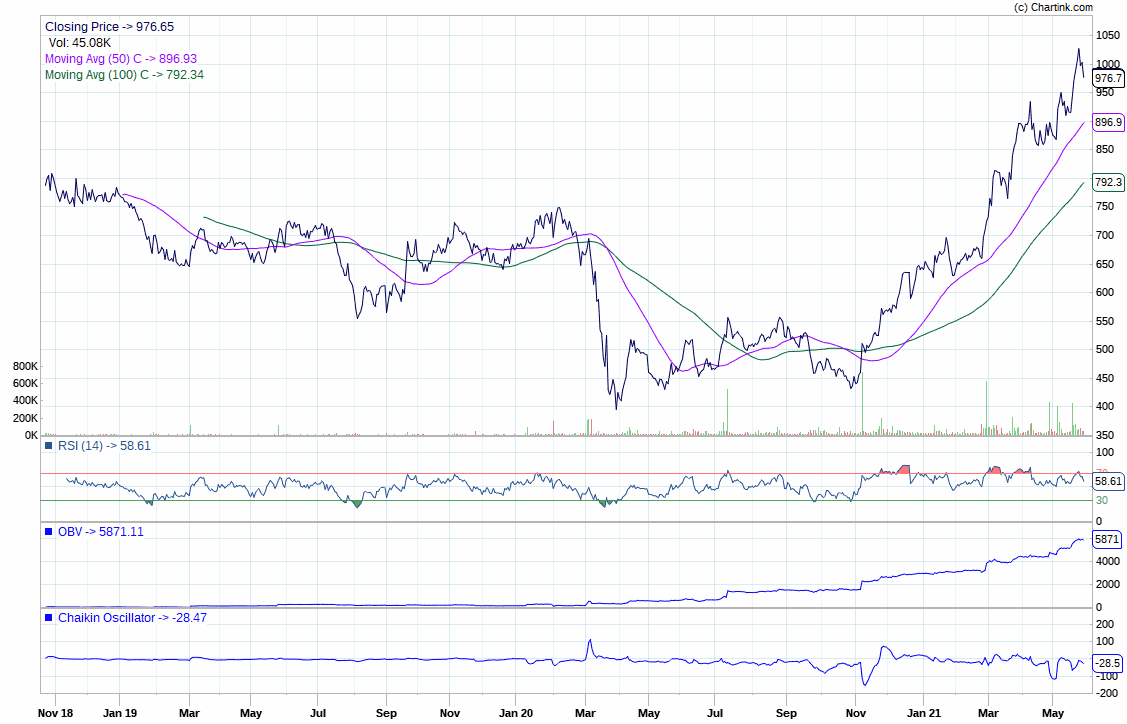 (c) Chartink.com
Closing Price -> 976.65
Vol: 45.08K
Moving Avg (50) C -> 896.93
Moving Avg (100) C -> 792.34
1050
1000
976.7
950
896.9
850
792.3
750
700
650
600
550
500
450
400
350
800K
600K
400K
200K
0K
RSI (14) -> 58.61
100
70
58.61
30
0
OBV -> 5871.11
5871
4000
2000
0
Chaikin Oscillator -> -28.47
200
100
-28.5
-100
-200
Nov 18 Jan 19 Mar May Jul Sep Nov Jan 20 Mar May Jul Sep Nov Jan 21 Mar May